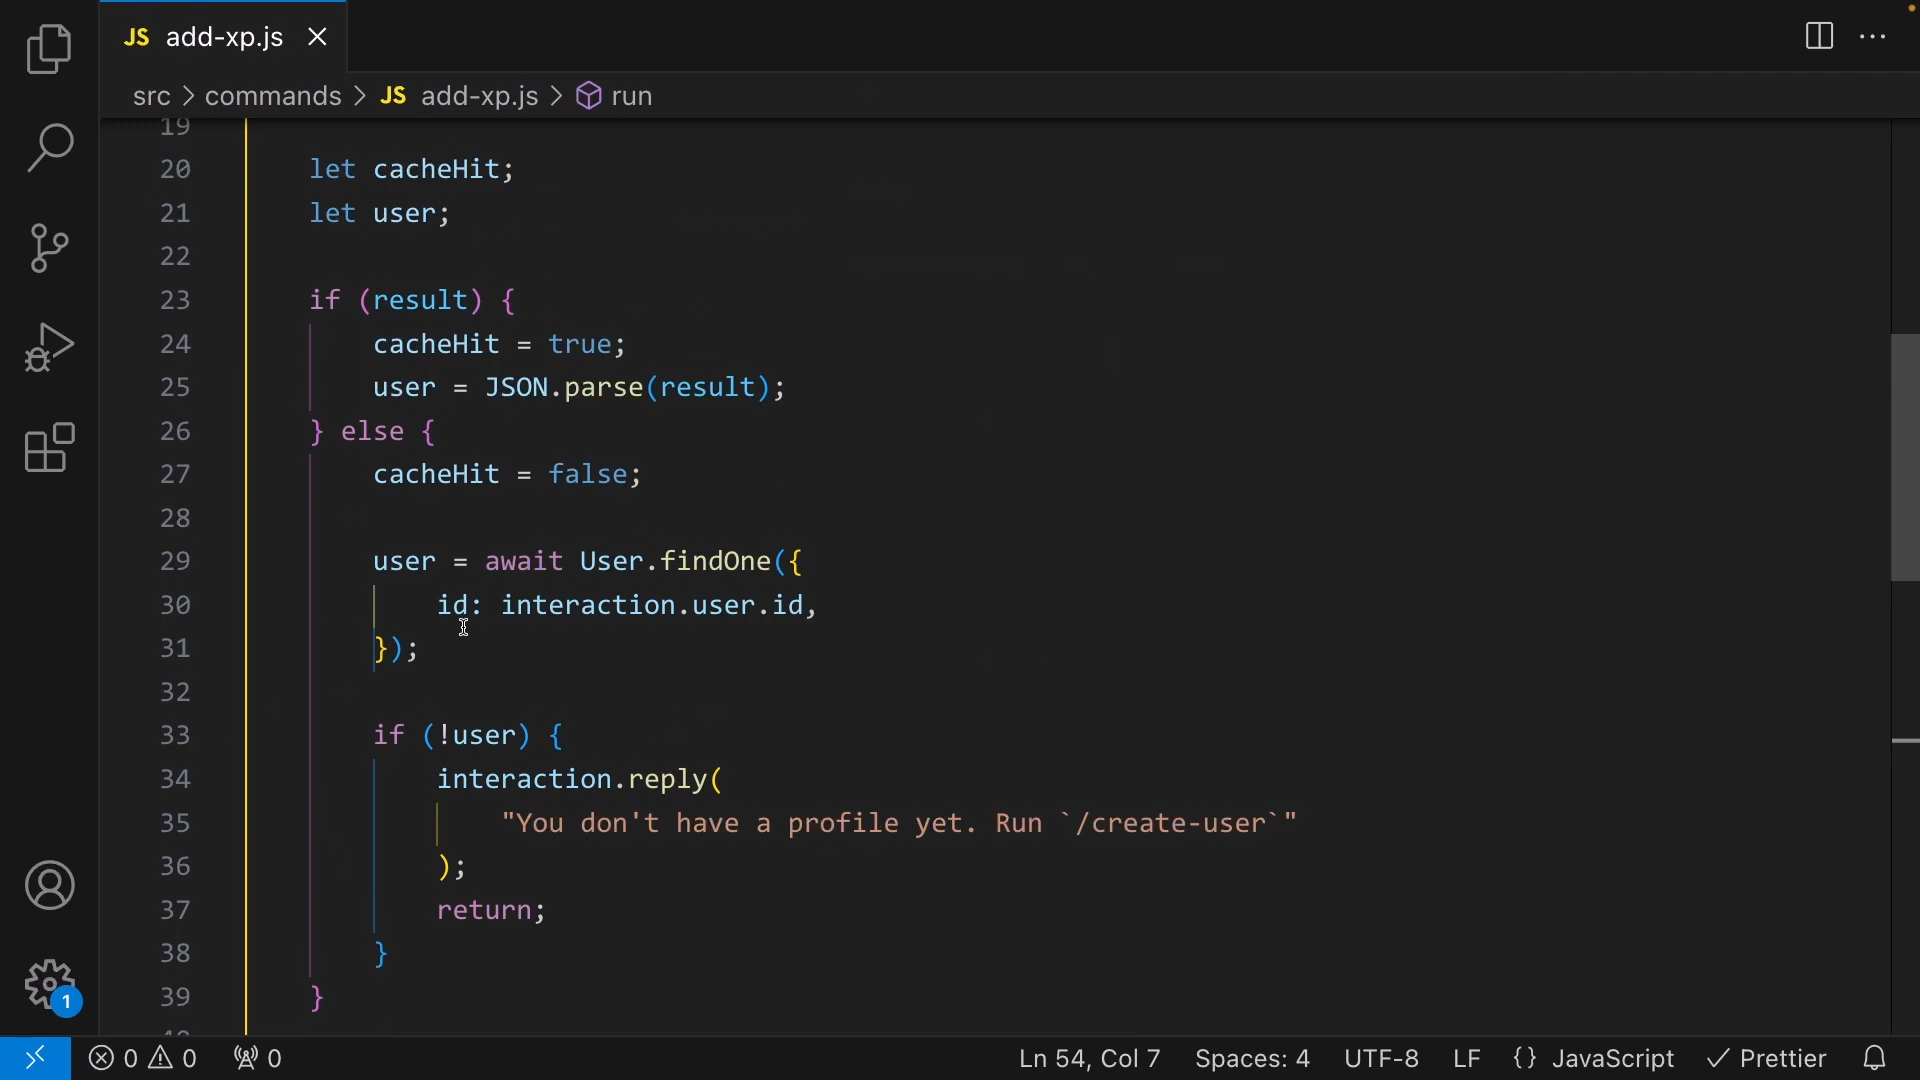 JS add-xp.js
src > commands > JS add-xp.js > run
19
20 let cacheHit;
21 let user;
22
23 if (result) {
24 cacheHit = true;
25 user = JSON.parse(result);
26 } else {
27 cacheHit = false;
28
29 user = await User.findOne({
30 id: interaction.user.id,
31 });
32
33 if (!user) {
34 interaction.reply(
35 "You don't have a profile yet. Run `/create-user`"
36 );
37 return;
38 }
39 }
1
0 0 0 Ln 54, Col 7 Spaces: 4 UTF-8 LF {} JavaScript Prettier